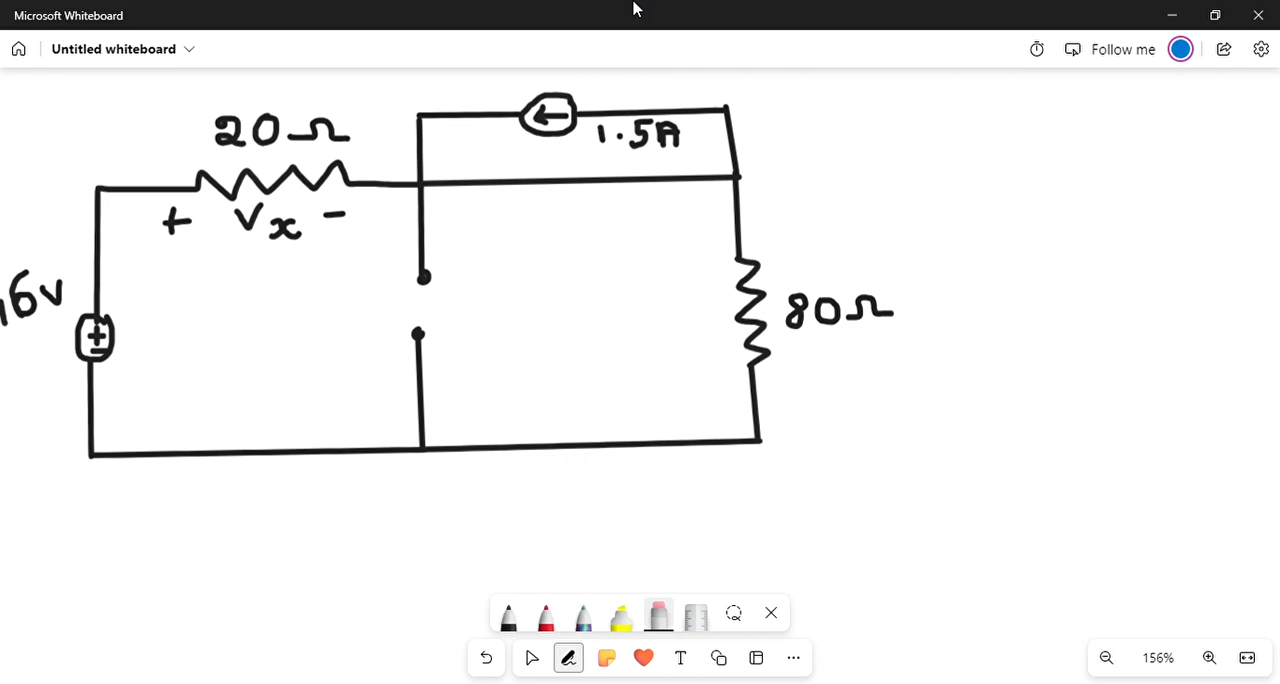 Microsoft Whiteboard
Untitled whiteboard
Follow me
20Ω
1.5A
+ Vx -
16v
+
-
80Ω
T
156%